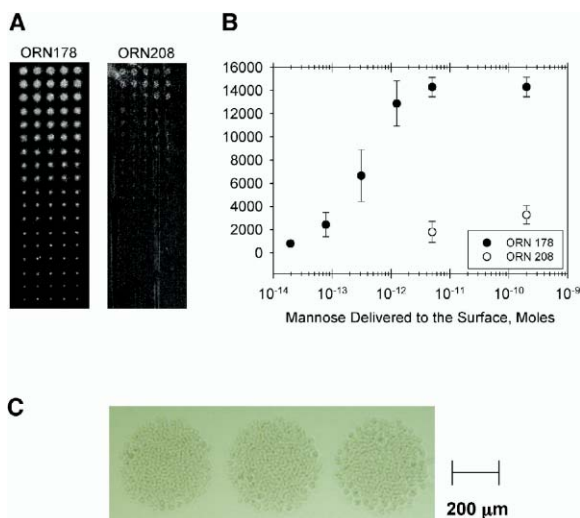 A
ORN178 ORN208
B
16000
14000
12000
10000
8000
6000
4000
2000
0
10-14 10-13 10-12 10-11 10-10 10-9
Mannose Delivered to the Surface, Moles
ORN 178
ORN 208
C
200 µm